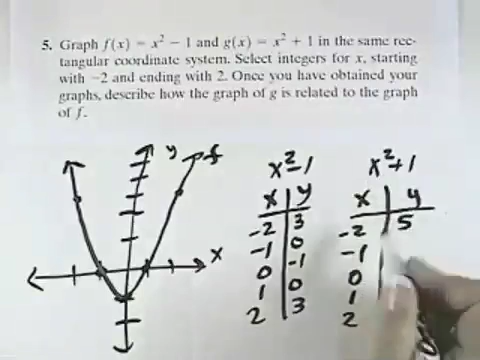 5. Graph f(x) = x² − 1 and g(x) = x² + 1 in the same rec-
tangular coordinate system. Select integers for x, starting
with −2 and ending with 2. Once you have obtained your
graphs, describe how the graph of g is related to the graph
of f.
y f
x
x²-1
x y
-2 3
-1 0
0 -1
1 0
2 3
x²+1
x y
-2 5
-1
0
1
2